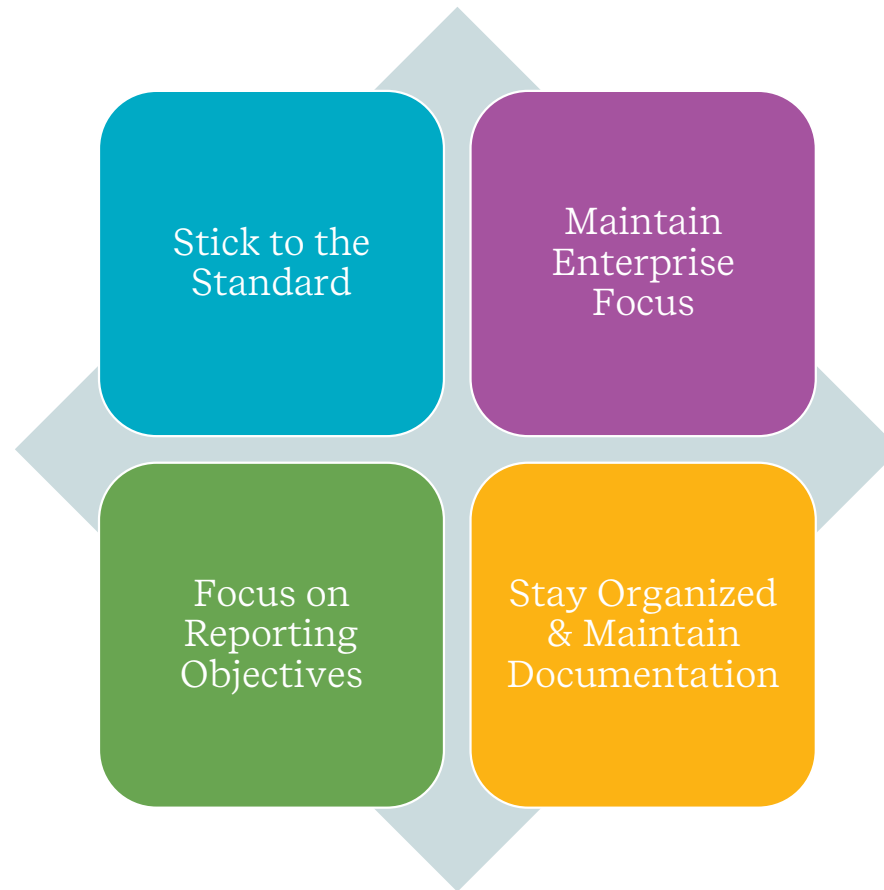 Stick to the
Standard
Maintain
Enterprise
Focus
Focus on
Reporting
Objectives
Stay Organized
& Maintain
Documentation